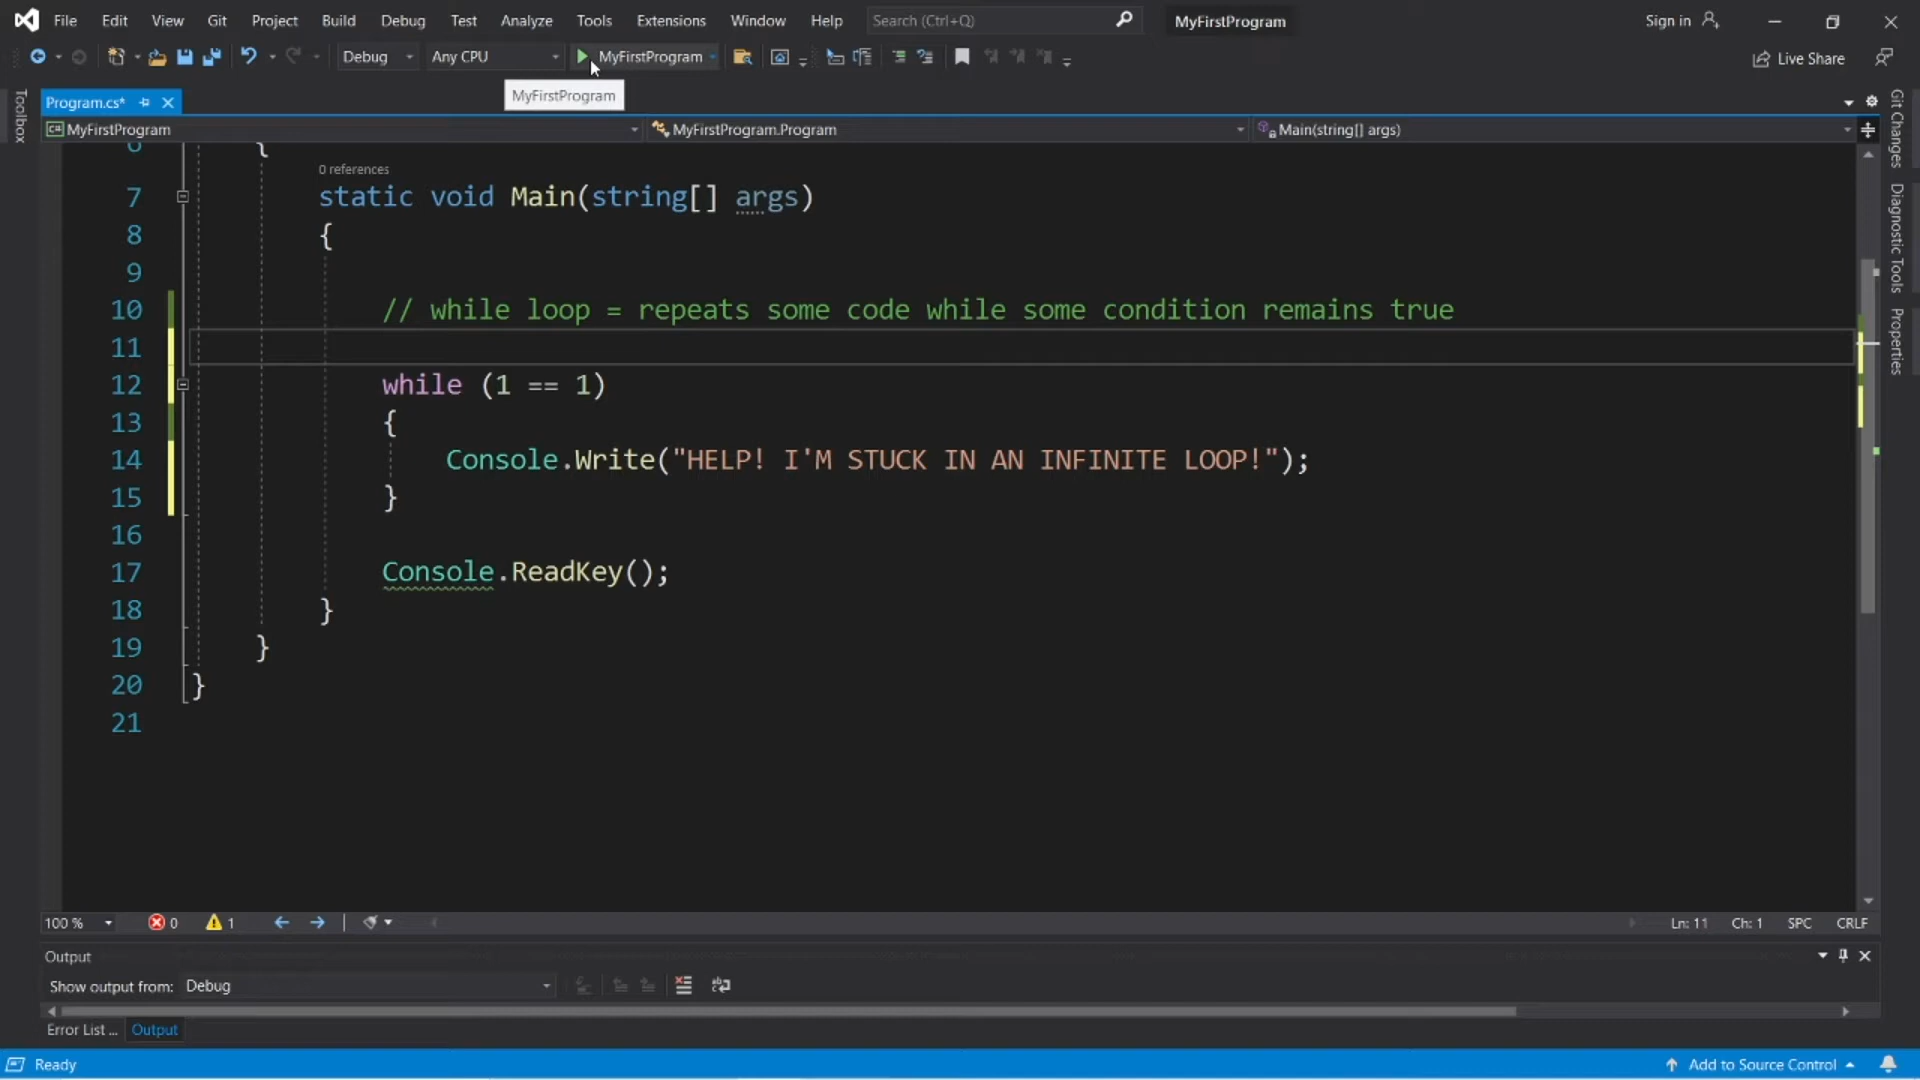 File Edit View Git Project Build Debug Test Analyze Tools Extensions Window Help Search (Ctrl+Q) MyFirstProgram Sign in
Debug Any CPU MyFirstProgram Live Share
MyFirstProgram
Toolbox
Program.cs*
MyFirstProgram MyFirstProgram.Program Main(string[] args)
6 {
0 references
7 static void Main(string[] args)
8 {
9
10 // while loop = repeats some code while some condition remains true
11
12 while (1 == 1)
13 {
14 Console.Write("HELP! I'M STUCK IN AN INFINITE LOOP!");
15 }
16
17 Console.ReadKey();
18 }
19 }
20 }
21
Git Changes
Diagnostic Tools
Properties
100 % 0 1 Ln: 11 Ch: 1 SPC CRLF
Output
Show output from: Debug
Error List ... Output
Ready Add to Source Control